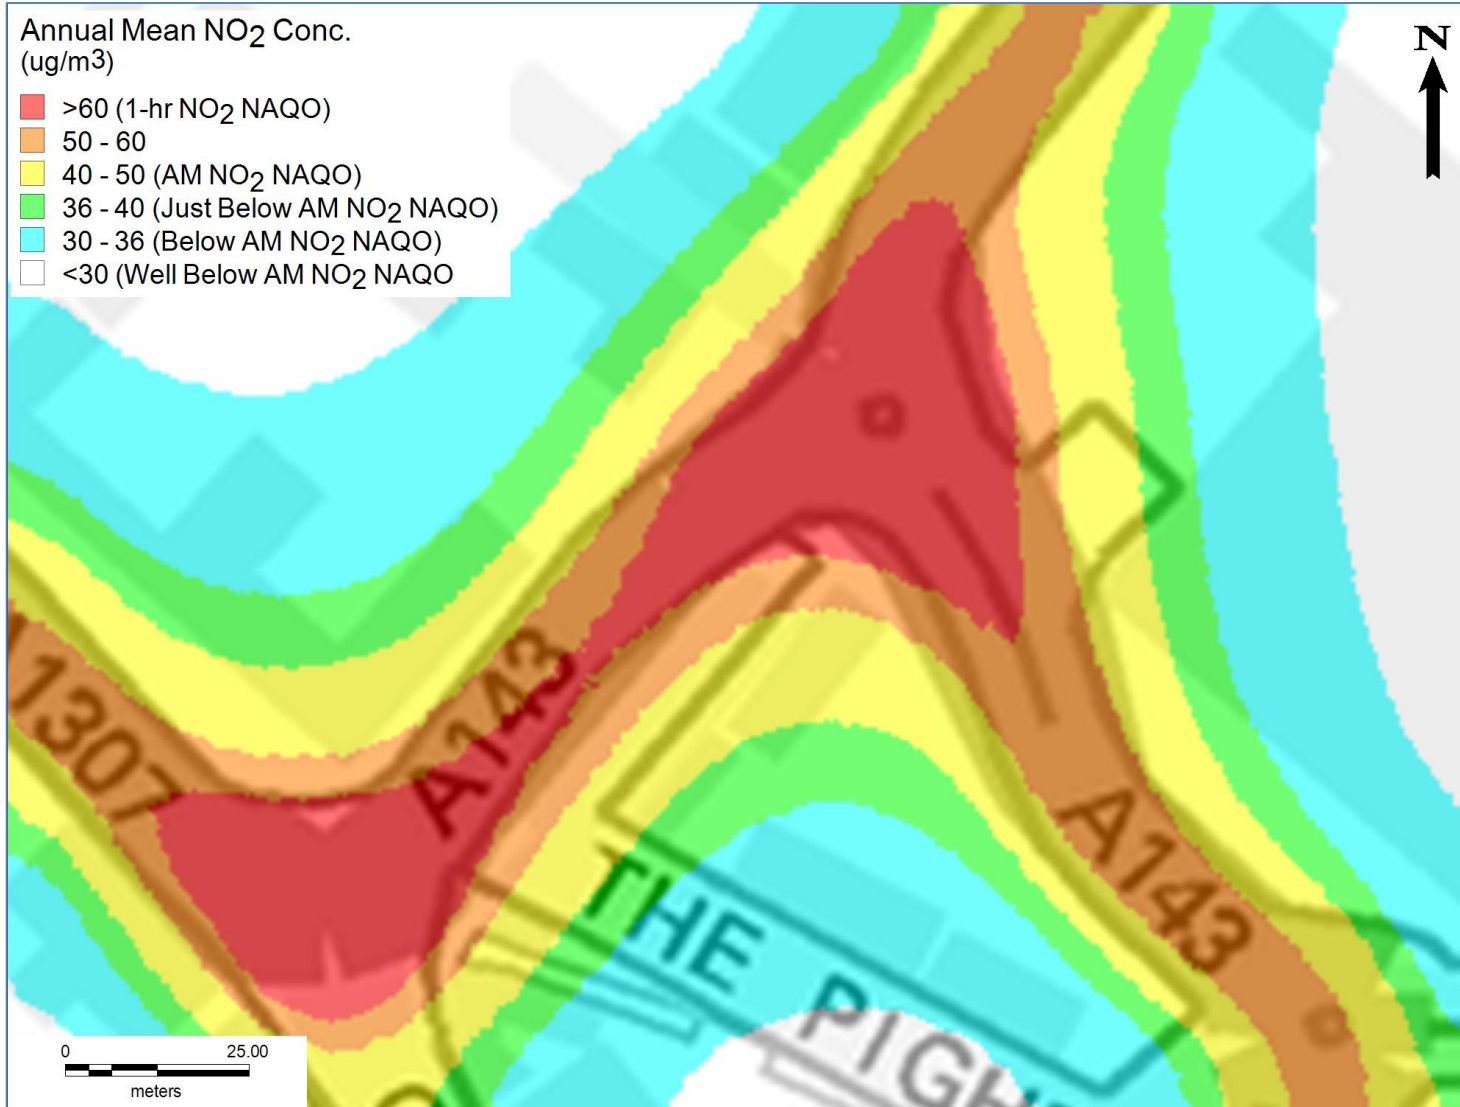 Annual Mean NO2 Conc.
(ug/m3)
>60 (1-hr NO2 NAQO)
50 - 60
40 - 50 (AM NO2 NAQO)
36 - 40 (Just Below AM NO2 NAQO)
30 - 36 (Below AM NO2 NAQO)
<30 (Well Below AM NO2 NAQO
N
A143
1307
A143
THE PIGH
0 25.00
meters